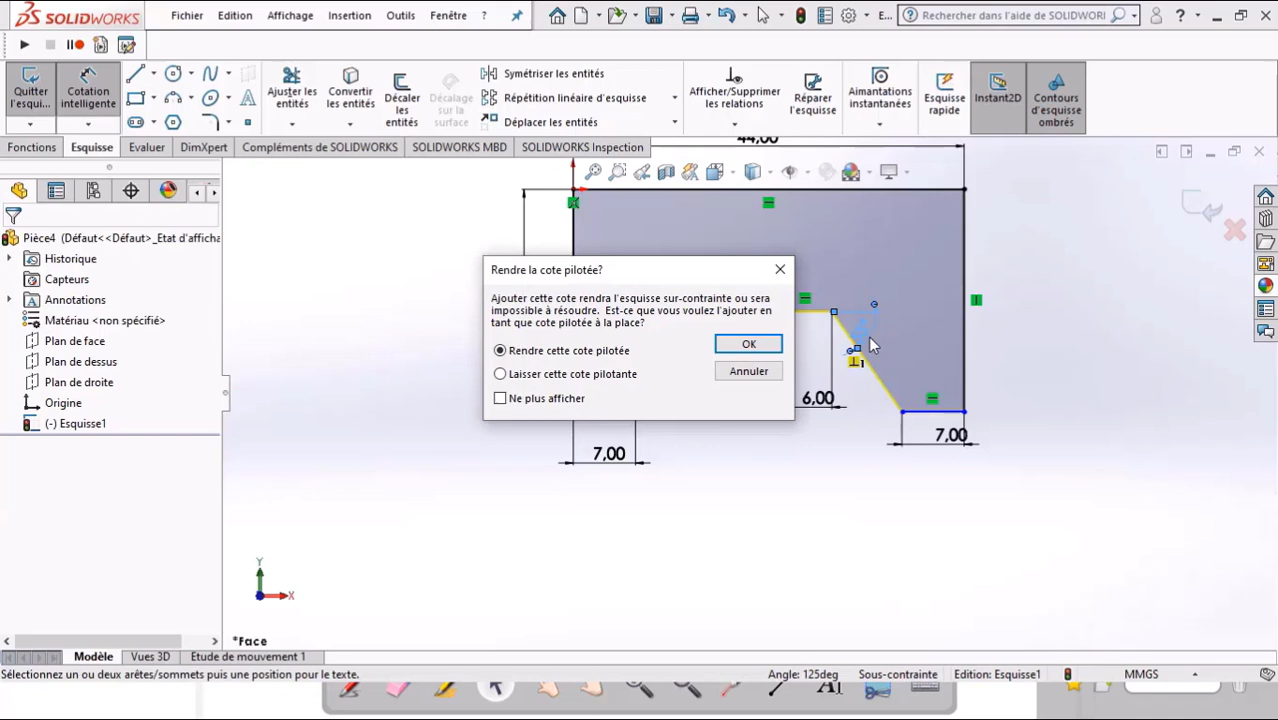 SOLIDWORKS
Fichier Edition Affichage Insertion Outils Fenêtre ?
E...
Rechercher dans l'aide de SOLIDWORI
?
Quitter l'esqui...
Cotation intelligente
Ajuster les entités
Convertir les entités
Décaler les entités
Décalage sur la surface
Symétriser les entités
Répétition linéaire d'esquisse
Déplacer les entités
Afficher/Supprimer les relations
Réparer l'esquisse
Aimantations instantanées
Esquisse rapide
Instant2D
Contours d'esquisse ombrés
Fonctions Esquisse Evaluer DimXpert Compléments de SOLIDWORKS SOLIDWORKS MBD SOLIDWORKS Inspection
44,00
Pièce4 (Défaut<<Défaut>_Etat d'afficha
Historique
Capteurs
Annotations
Matériau <non spécifié>
Plan de face
Plan de dessus
Plan de droite
Origine
(-) Esquisse1
Rendre la cote pilotée?
Ajouter cette cote rendra l'esquisse sur-contrainte ou sera
impossible à résoudre. Est-ce que vous voulez l'ajouter en
tant que cote pilotée à la place?
Rendre cette cote pilotée
OK
Laisser cette cote pilotante
Annuler
Ne plus afficher
1
6,00
7,00
7,00
Y
X
*Face
Modèle Vues 3D Etude de mouvement 1
Sélectionnez un ou deux arêtes/sommets puis une position pour le texte.
Angle: 125deg Sous-contrainte Edition: Esquisse1 MMGS